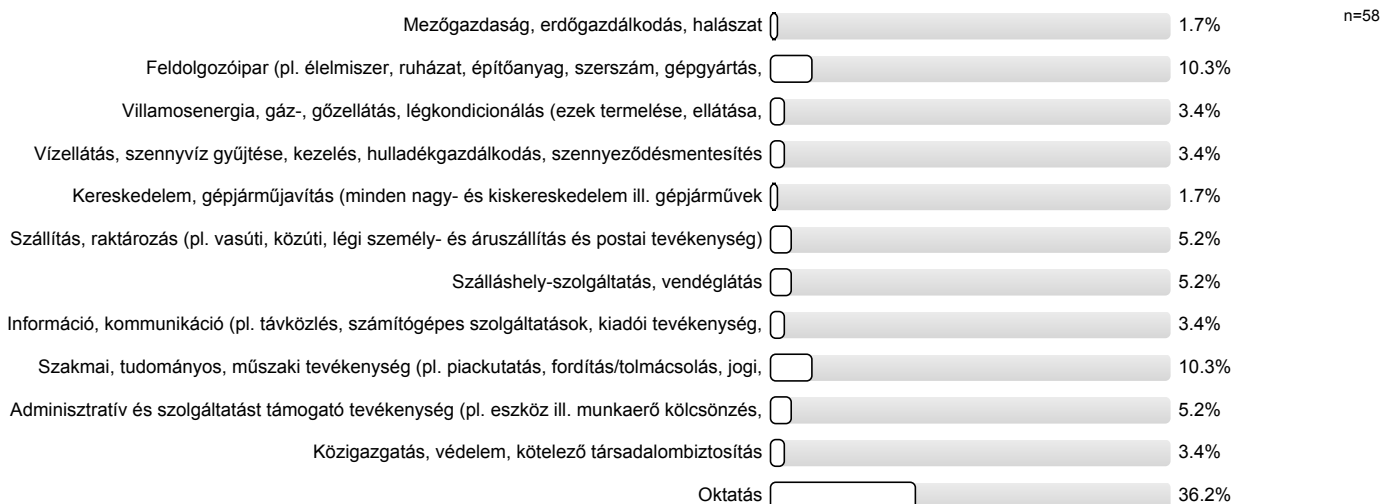 n=58
Mezőgazdaság, erdőgazdálkodás, halászat 1.7%
Feldolgozóipar (pl. élelmiszer, ruházat, építőanyag, szerszám, gépgyártás, 10.3%
Villamosenergia, gáz-, gőzellátás, légkondicionálás (ezek termelése, ellátása, 3.4%
Vízellátás, szennyvíz gyűjtése, kezelés, hulladékgazdálkodás, szennyeződésmentesítés 3.4%
Kereskedelem, gépjárműjavítás (minden nagy- és kiskereskedelem ill. gépjárművek 1.7%
Szállítás, raktározás (pl. vasúti, közúti, légi személy- és áruszállítás és postai tevékenység) 5.2%
Szálláshely-szolgáltatás, vendéglátás 5.2%
Információ, kommunikáció (pl. távközlés, számítógépes szolgáltatások, kiadói tevékenység, 3.4%
Szakmai, tudományos, műszaki tevékenység (pl. piackutatás, fordítás/tolmácsolás, jogi, 10.3%
Adminisztratív és szolgáltatást támogató tevékenység (pl. eszköz ill. munkaerő kölcsönzés, 5.2%
Közigazgatás, védelem, kötelező társadalombiztosítás 3.4%
Oktatás 36.2%